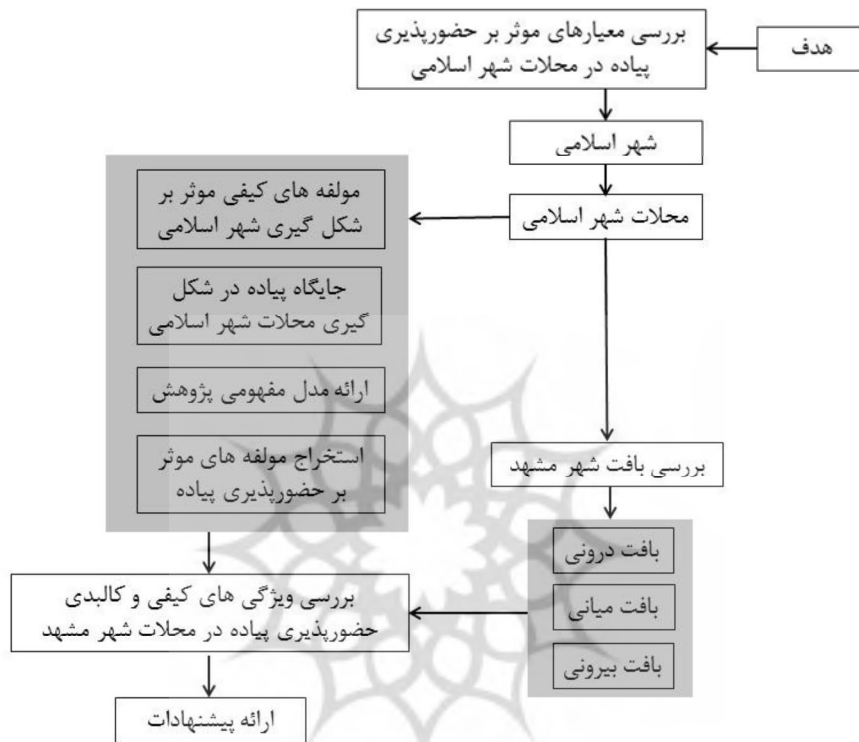 هدف
بررسی معیارهای موثر بر حضورپذیری
پیاده در محلات شهر اسلامی
شهر اسلامی
محلات شهر اسلامی
مولفه های کیفی موثر بر
شکل گیری شهر اسلامی
جایگاه پیاده در شکل
گیری محلات شهر اسلامی
ارائه مدل مفهومی پژوهش
استخراج مولفه های موثر
بر حضورپذیری پیاده
بررسی بافت شهر مشهد
بافت درونی
بافت میانی
بافت بیرونی
بررسی ویژگی های کیفی و کالبدی
حضورپذیری پیاده در محلات شهر مشهد
ارائه پیشنهادات